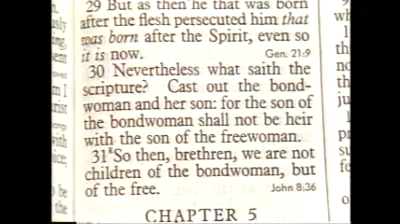 29 But as then he that was born
after the flesh persecuted him that
was born after the Spirit, even so
it is now. Gen. 21:9
30 Nevertheless what saith the
scripture? Cast out the bond-
woman and her son: for the son of
the bondwoman shall not be heir
with the son of the freewoman.
31 So then, brethren, we are not
children of the bondwoman, but
of the free. John 8:36
CHAPTER 5